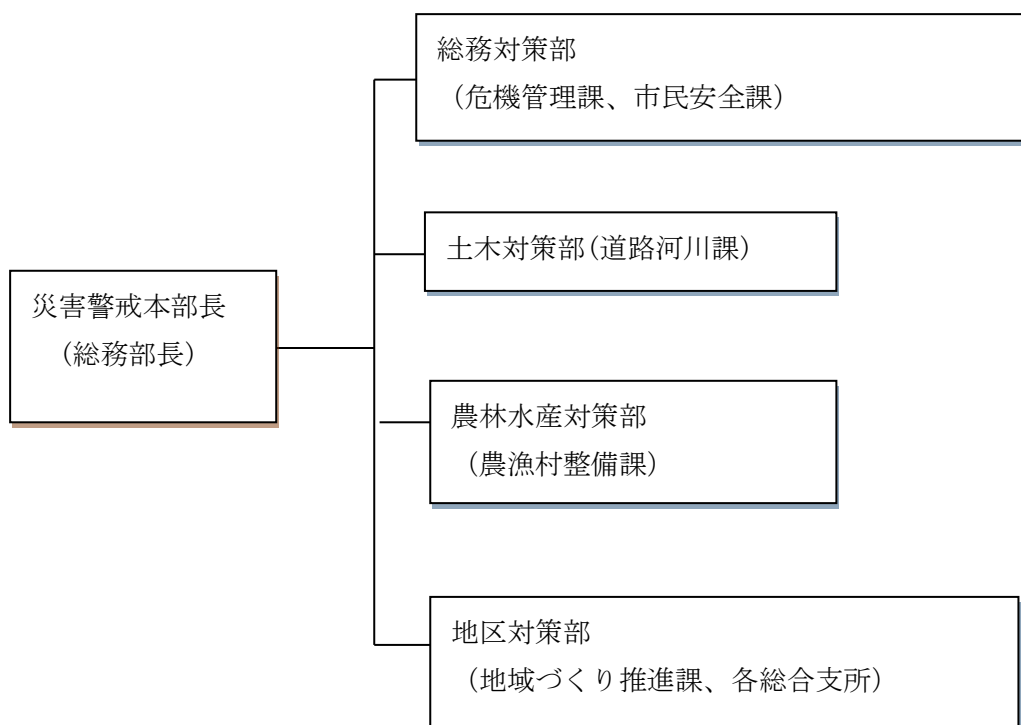 総務対策部
（危機管理課、市民安全課）
土木対策部（道路河川課）
災害警戒本部長
（総務部長）
農林水産対策部
（農漁村整備課）
地区対策部
（地域づくり推進課、各総合支所）